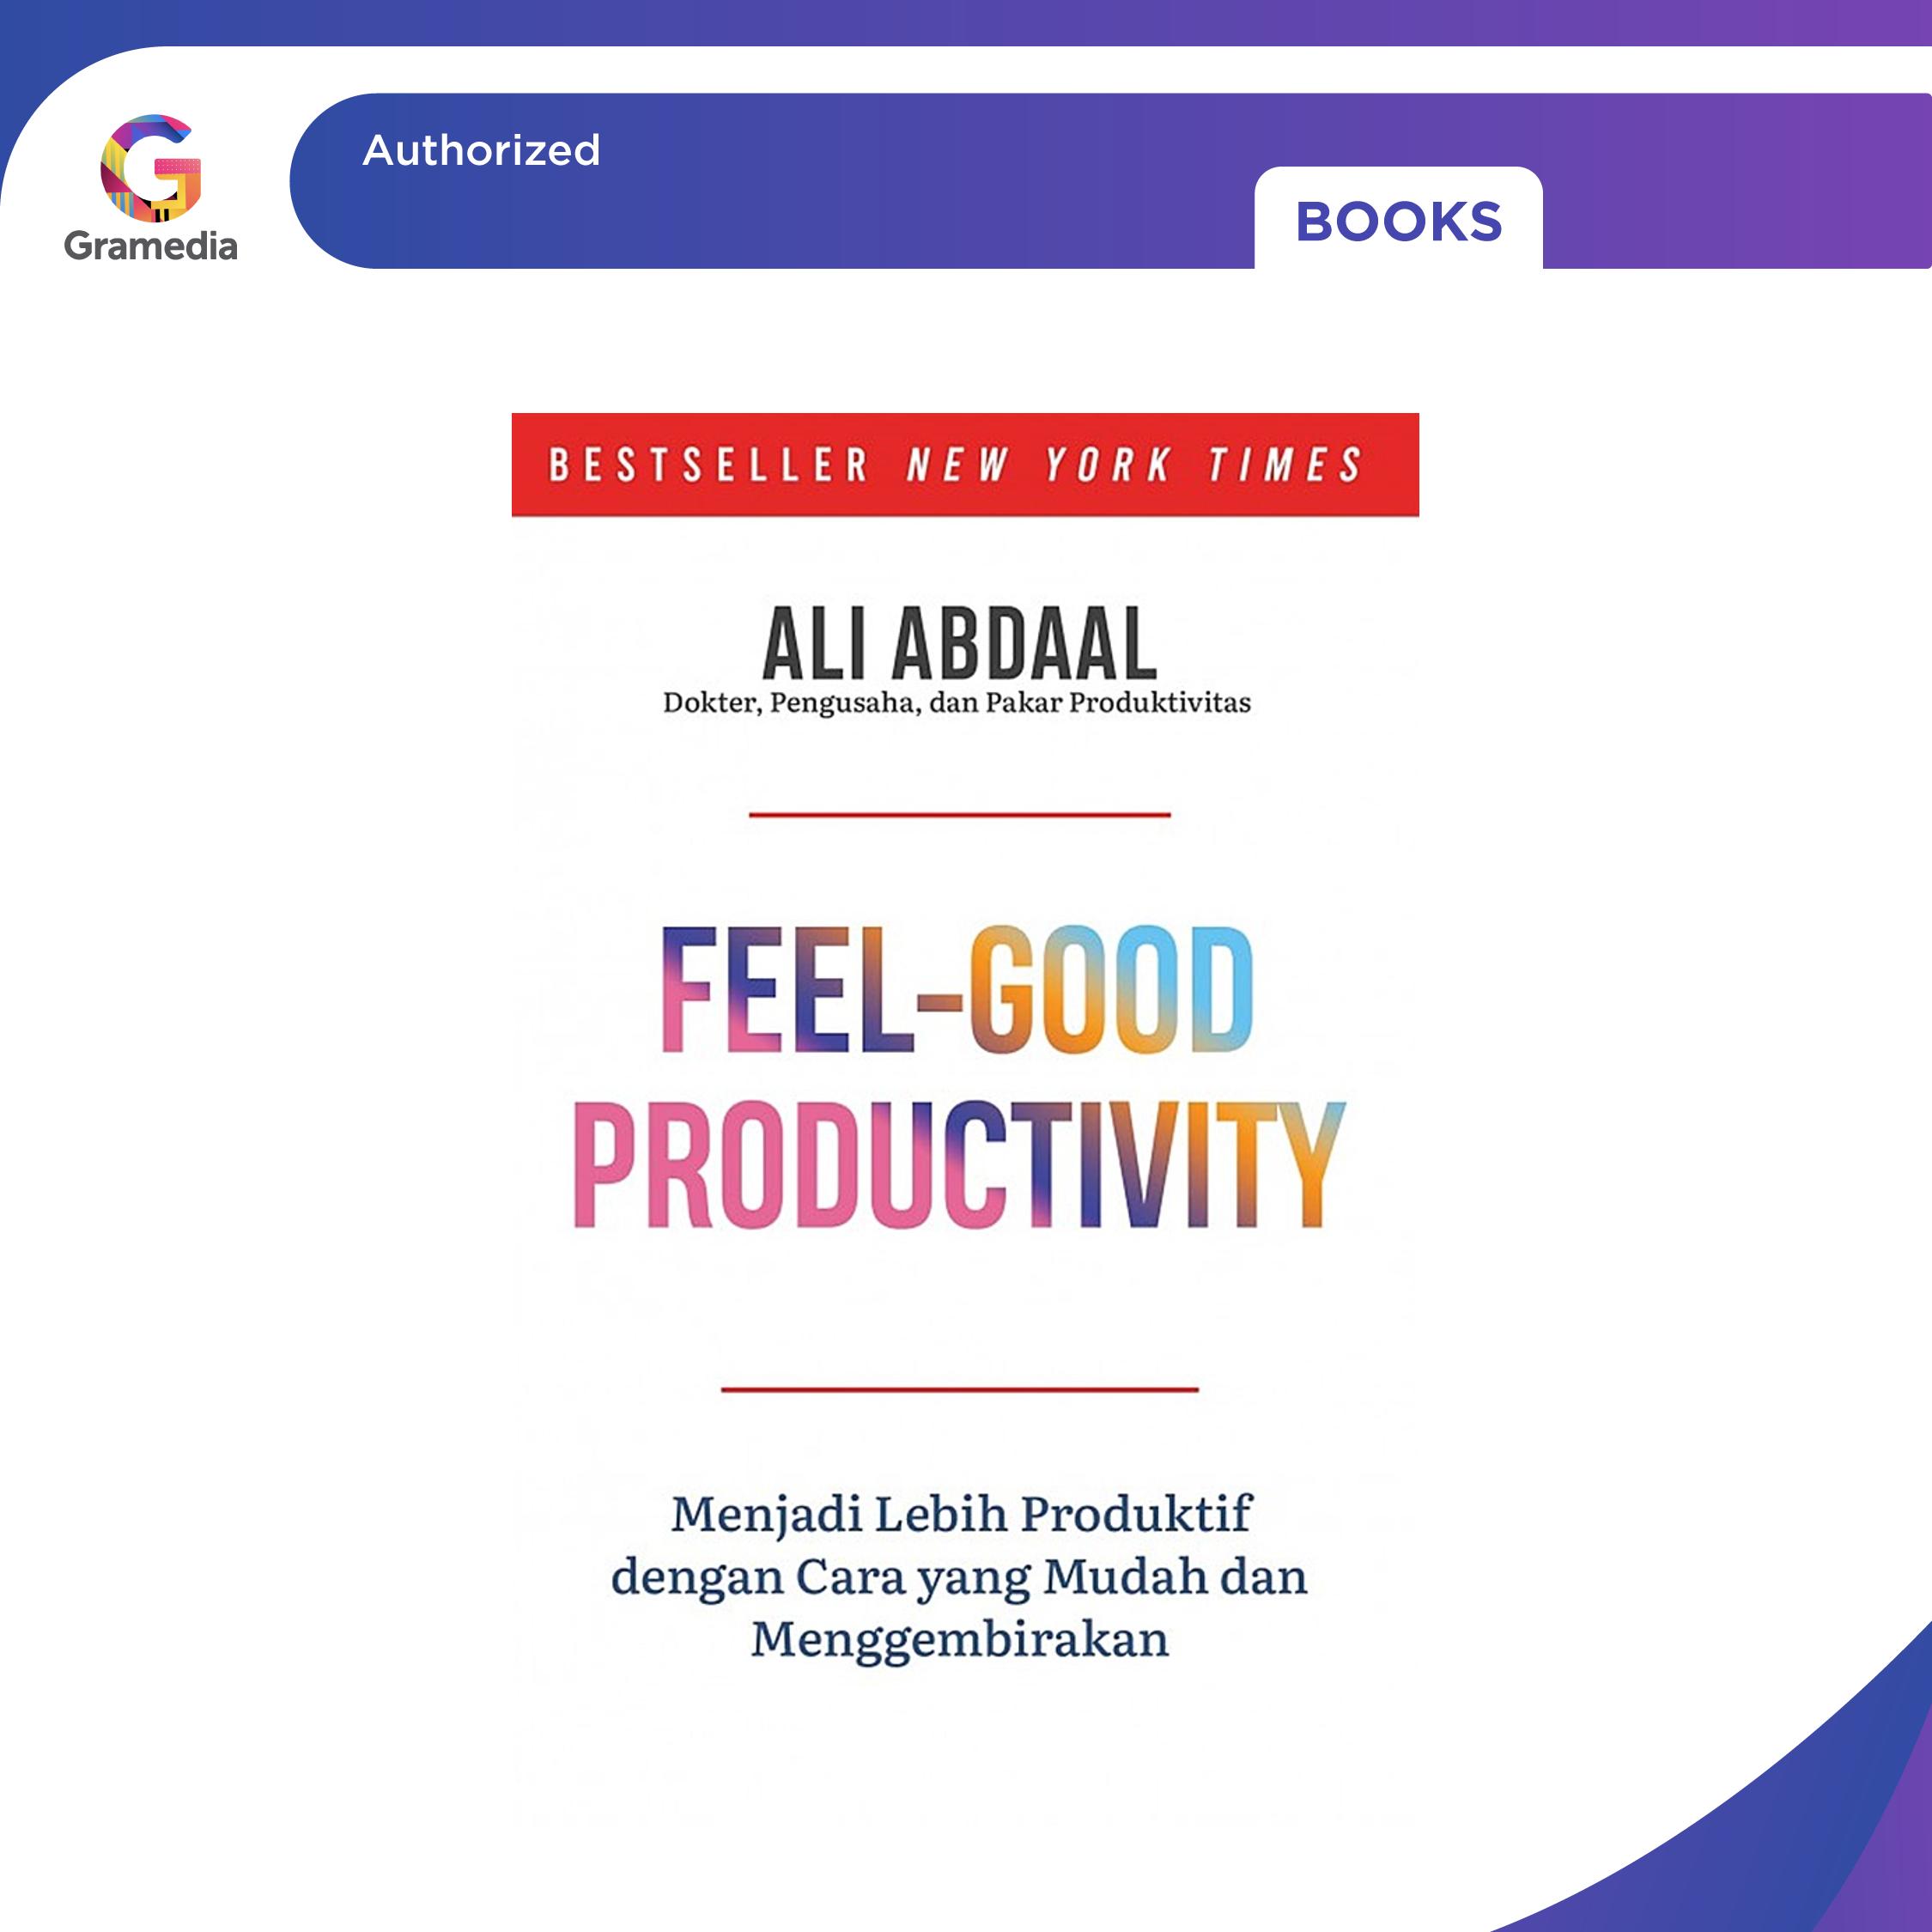 Gramedia
Authorized
BOOKS
BESTSELLER NEW YORK TIMES
ALI ABDAAL
Dokter, Pengusaha, dan Pakar Produktivitas
FEEL-GOOD
PRODUCTIVITY
Menjadi Lebih Produktif
dengan Cara yang Mudah dan
Menggembirakan